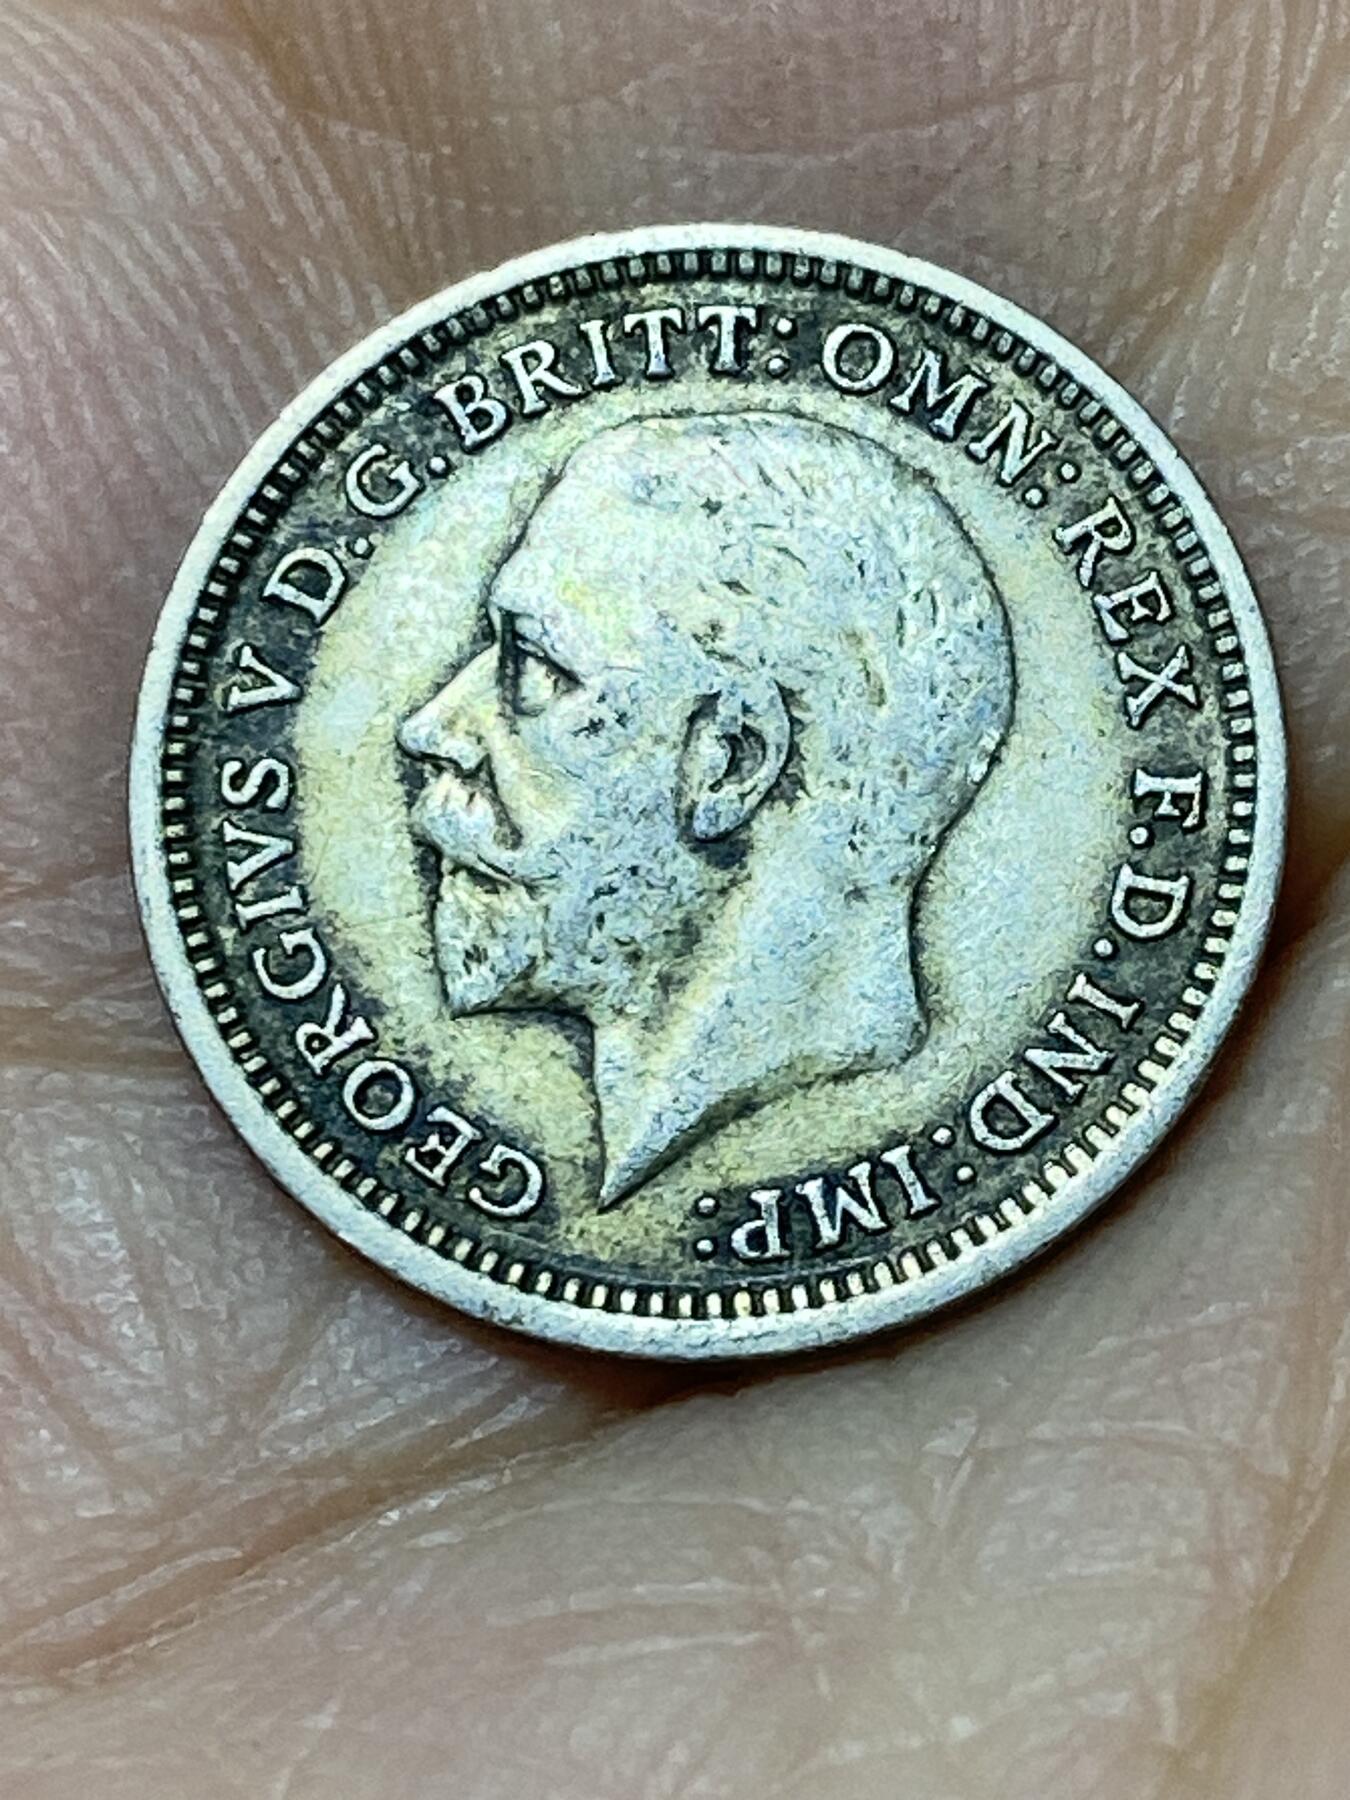 GEORGIVS V D.G.BRITT: OMN: REX F.D.IND:IMP: